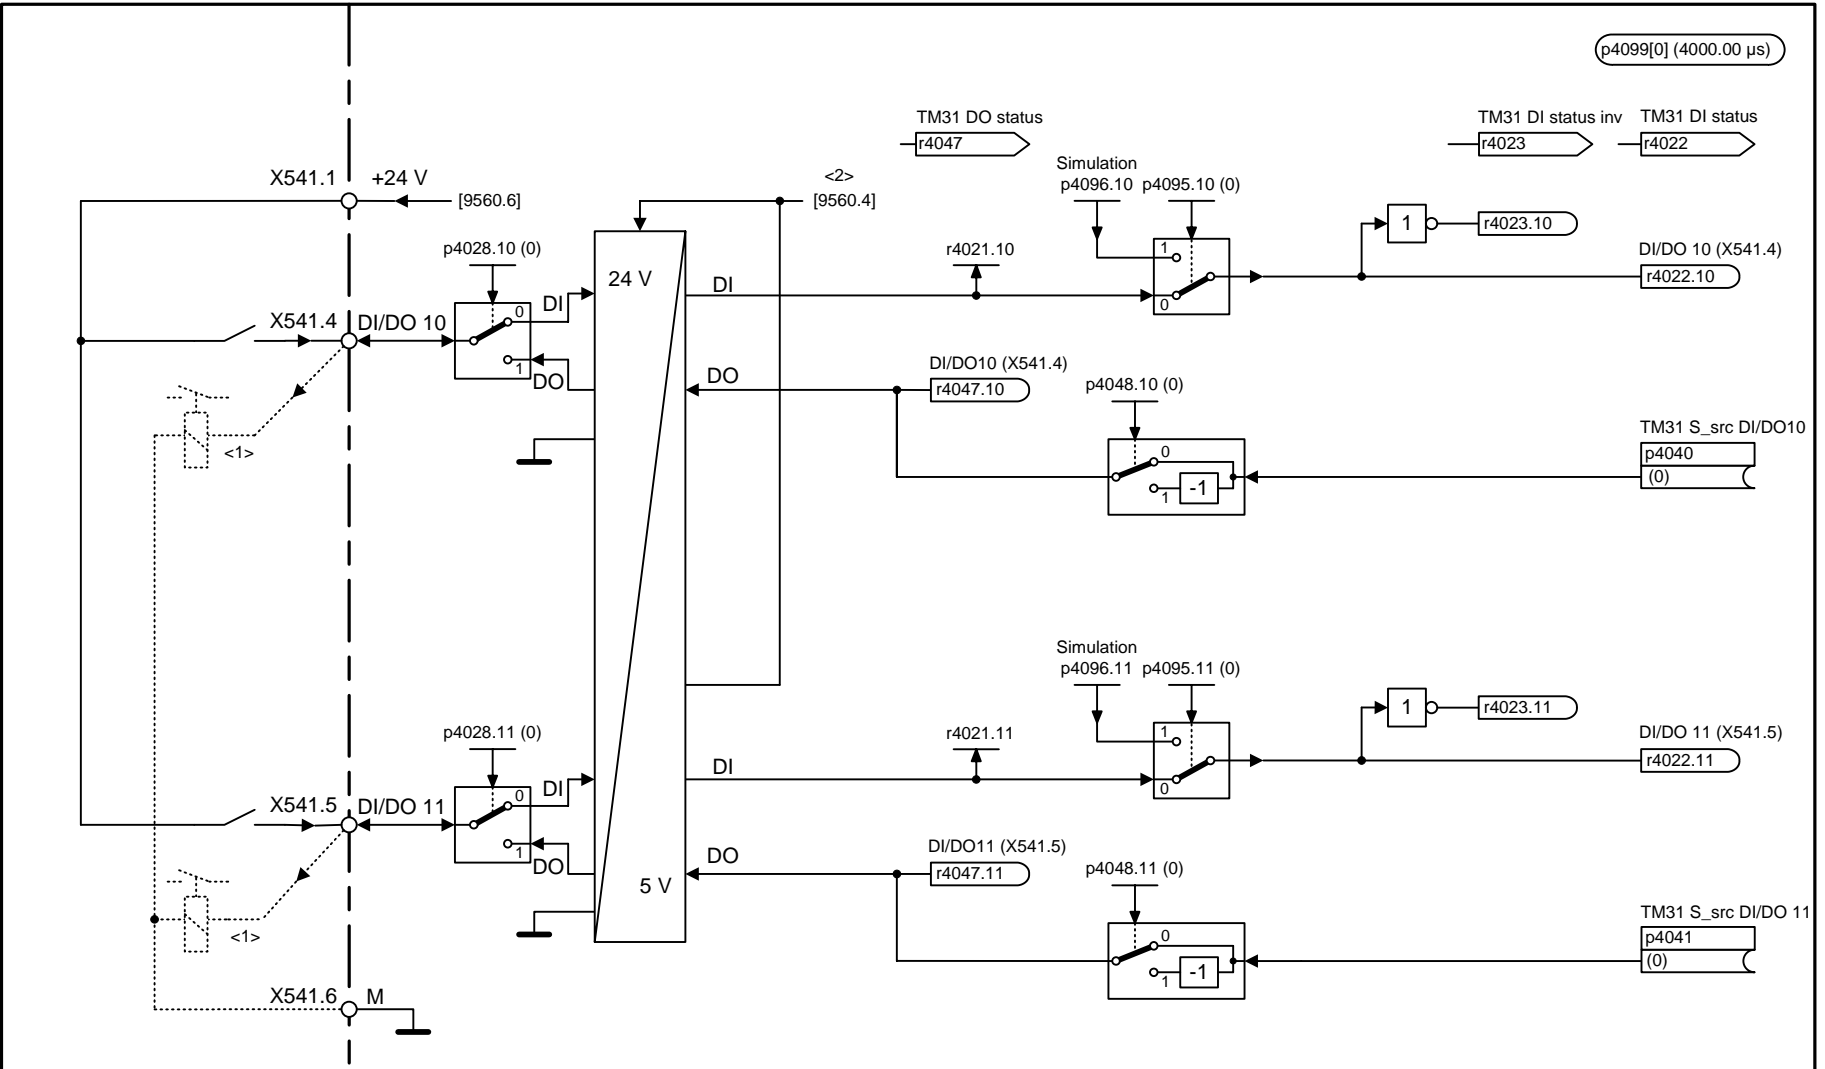 p4099[0] (4000.00 µs)
TM31 DO status
r4047
TM31 DI status inv
r4023
TM31 DI status
r4022
X541.1
+24 V
[9560.6]
<2>
[9560.4]
Simulation
p4096.10
p4095.10 (0)
1
0
1
r4023.10
DI/DO 10 (X541.4)
r4022.10
p4028.10 (0)
24 V
DI
r4021.10
X541.4
DI/DO 10
0
1
DI
DO
DO
DI/DO10 (X541.4)
r4047.10
p4048.10 (0)
0
1
-1
TM31 S_src DI/DO10
p4040
(0)
<1>
Simulation
p4096.11
p4095.11 (0)
1
0
1
r4023.11
DI/DO 11 (X541.5)
r4022.11
p4028.11 (0)
DI
r4021.11
X541.5
DI/DO 11
0
1
DI
DO
5 V
DO
DI/DO11 (X541.5)
r4047.11
p4048.11 (0)
0
1
-1
TM31 S_src DI/DO 11
p4041
(0)
<1>
X541.6
M